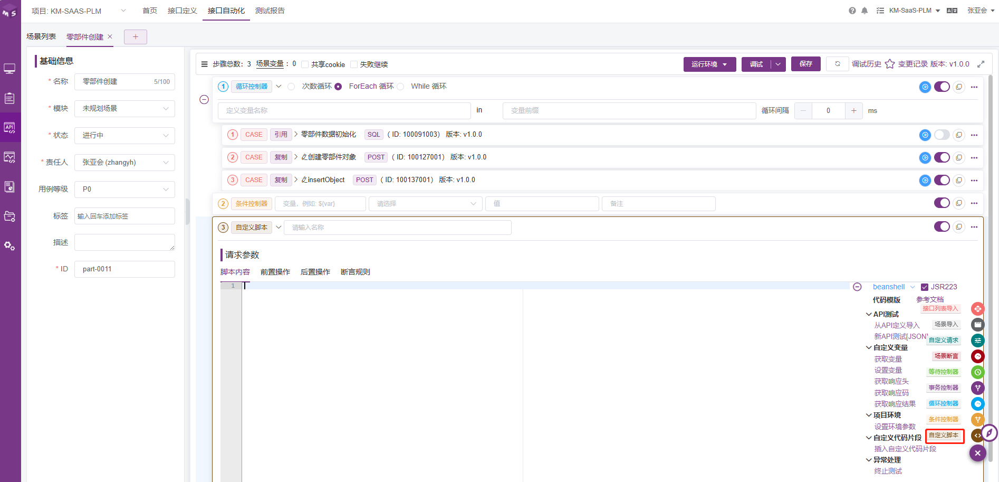 项目: KM-SAAS-PLM 首页 接口定义 接口自动化 测试报告 KM-SaaS-PLM 张亚会
MS
场景列表 零部件创建
基础信息
* 名称 零部件创建 5/100
* 模块 未规划场景
* 状态 进行中
* 责任人 张亚会 (zhangyh)
用例等级 P0
标签 输入回车添加标签
描述
* ID part-0011
API
步骤总数: 3 场景变量 : 0 共享cookie 失败继续 运行环境 调试 保存 调试历史 变更记录 版本: v1.0.0
1 循环控制器 次数循环 ForEach 循环 While 循环
定义变量名称 in 变量前缀 循环间隔 0 ms
1 CASE 引用 零部件数据初始化 SQL ( ID: 100091003) 版本: v1.0.0
2 CASE 复制 创建零部件对象 POST ( ID: 100127001) 版本: v1.0.0
3 CASE 复制 insertObject POST ( ID: 100137001) 版本: v1.0.0
2 条件控制器 变量，例如: ${var} 请选择 值 备注
3 自定义脚本 请输入名称
请求参数
脚本内容 前置操作 后置操作 断言规则
1
beanshell JSR223
代码模版 参考文档
API测试
从API定义导入
新API测试[JSON]
自定义变量
获取变量
设置变量
获取响应头
获取响应码
获取响应结果
项目环境
设置环境参数
自定义代码片段
插入自定义代码片段
异常处理
终止测试
接口列表导入
场景导入
自定义请求
场景断言
等待控制器
事务控制器
循环控制器
条件控制器
自定义脚本